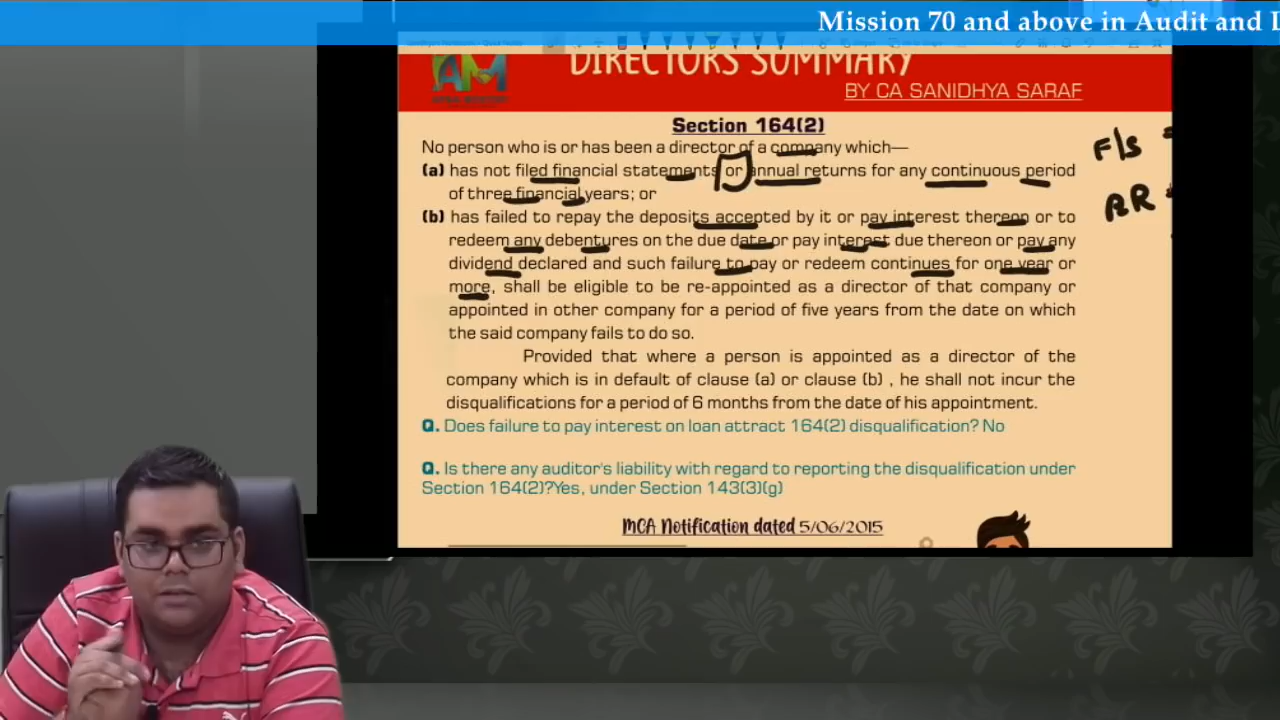 Mission 70 and above in Audit and
DIRECTORS SUMMARY
AM
BY CA SANIDHYA SARAF
Section 164(2)
No person who is or has been a director of a company which—
(a) has not filed financial statements or annual returns for any continuous period
of three financial years; or
(b) has failed to repay the deposits accepted by it or pay interest thereon or to
redeem any debentures on the due date or pay interest due thereon or pay any
dividend declared and such failure to pay or redeem continues for one year or
more, shall be eligible to be re-appointed as a director of that company or
appointed in other company for a period of five years from the date on which
the said company fails to do so.
Provided that where a person is appointed as a director of the
company which is in default of clause (a) or clause (b) , he shall not incur the
disqualifications for a period of 6 months from the date of his appointment.
Q. Does failure to pay interest on loan attract 164(2) disqualification? No
Q. Is there any auditor's liability with regard to reporting the disqualification under
Section 164(2)?Yes, under Section 143(3)(g)
MCA Notification dated 5/06/2015
F/S =
AR